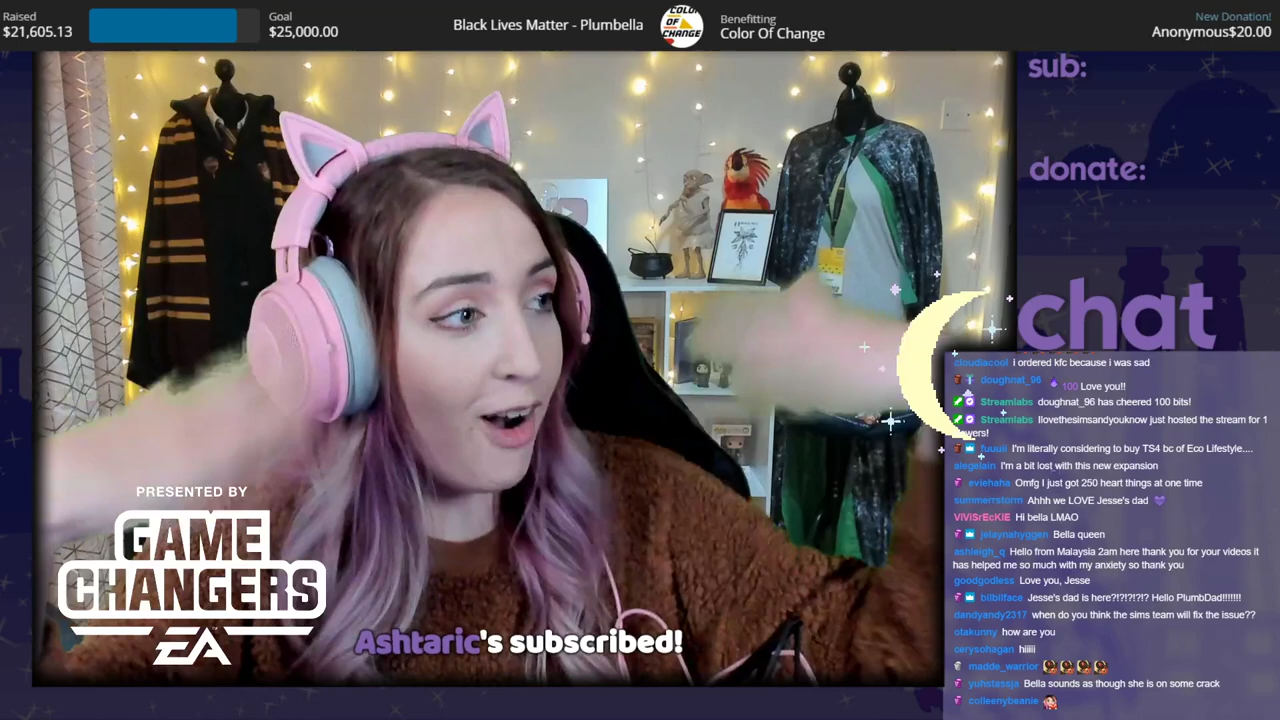 Raised
$21,605.13
Goal
$25,000.00
Black Lives Matter - Plumbella
COLOR
OF
CHANGE
Benefitting
Color Of Change
New Donation!
Anonymous$20.00
sub:
donate:
chat
cloudiacool i ordered kfc because i was sad
doughnat_96 100 Love you!!
Streamlabs doughnat_96 has cheered 100 bits!
Streamlabs Ilovethesimsandyouknow just hosted the stream for 1
fuuuii I'm literally considering to buy TS4 bc of Eco Lifestyle....
alegelain I'm a bit lost with this new expansion
eviehaha Omfg I just got 250 heart things at one time
summerrstorm Ahhh we LOVE Jesse's dad
ViViSrEcKiE Hi bella LMAO
jelaynahyggen Bella queen
ashleigh_q Hello from Malaysia 2am here thank you for your videos it
has helped me so much with my anxiety so thank you
goodgodless Love you, Jesse
bilbilface Jesse's dad is here?!?!?!?!? Hello PlumbDad!!!!!!!
dandyandy2317 when do you think the sims team will fix the issue??
otakunny how are you
cerysohagan hiiiii
madde_warrior
yuhstassja Bella sounds as though she is on some crack
colleenybeanie
PRESENTED BY
GAME
CHANGERS
EA
Ashtaric's subscribed!